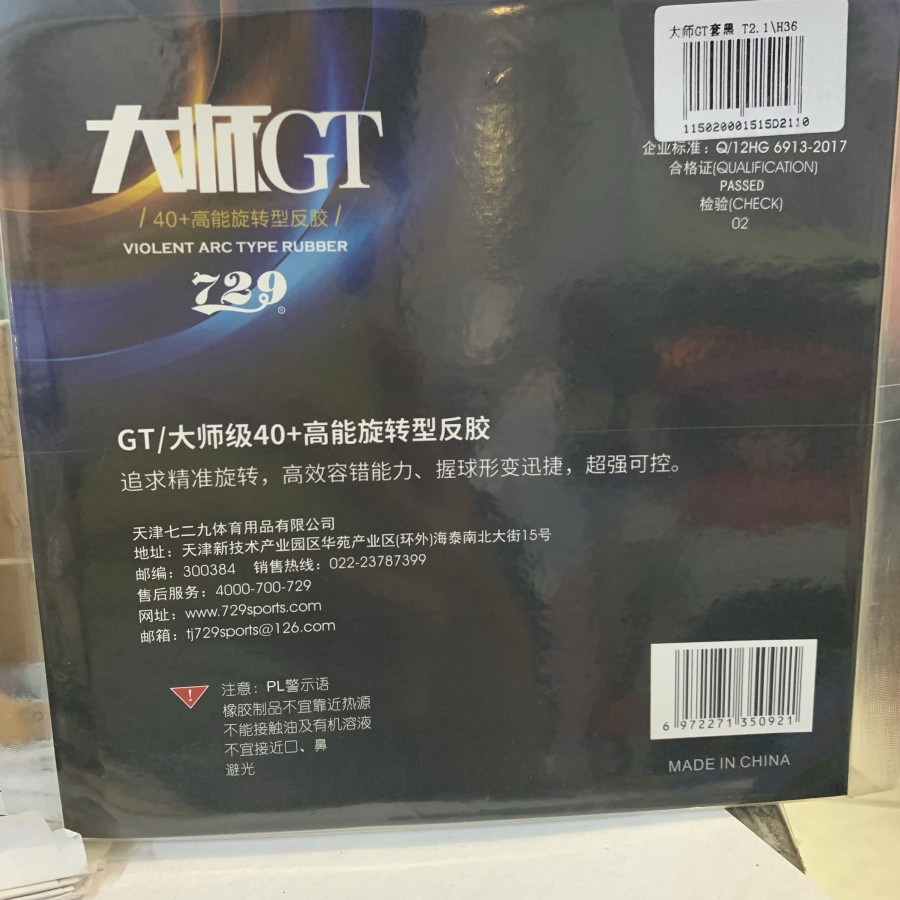 大师GT套黑 T2.1\H36
115020001515D2110
企业标准：Q/12HG 6913-2017
合格证(QUALIFICATION)
PASSED
检验(CHECK)
02
大师GT
/40+高能旋转型反胶/
VIOLENT ARC TYPE RUBBER
729
®
GT/大师级40+高能旋转型反胶
追求精准旋转，高效容错能力、握球形变迅捷，超强可控。
天津七二九体育用品有限公司
地址：天津新技术产业园区华苑产业区(环外)海泰南北大街15号
邮编：300384 销售热线：022-23787399
售后服务：4000-700-729
网址：www.729sports.com
邮箱：tj729sports@126.com
注意：PL警示语
橡胶制品不宜靠近热源
不能接触油及有机溶液
不宜接近口、鼻
避光
6 972271 350921
MADE IN CHINA